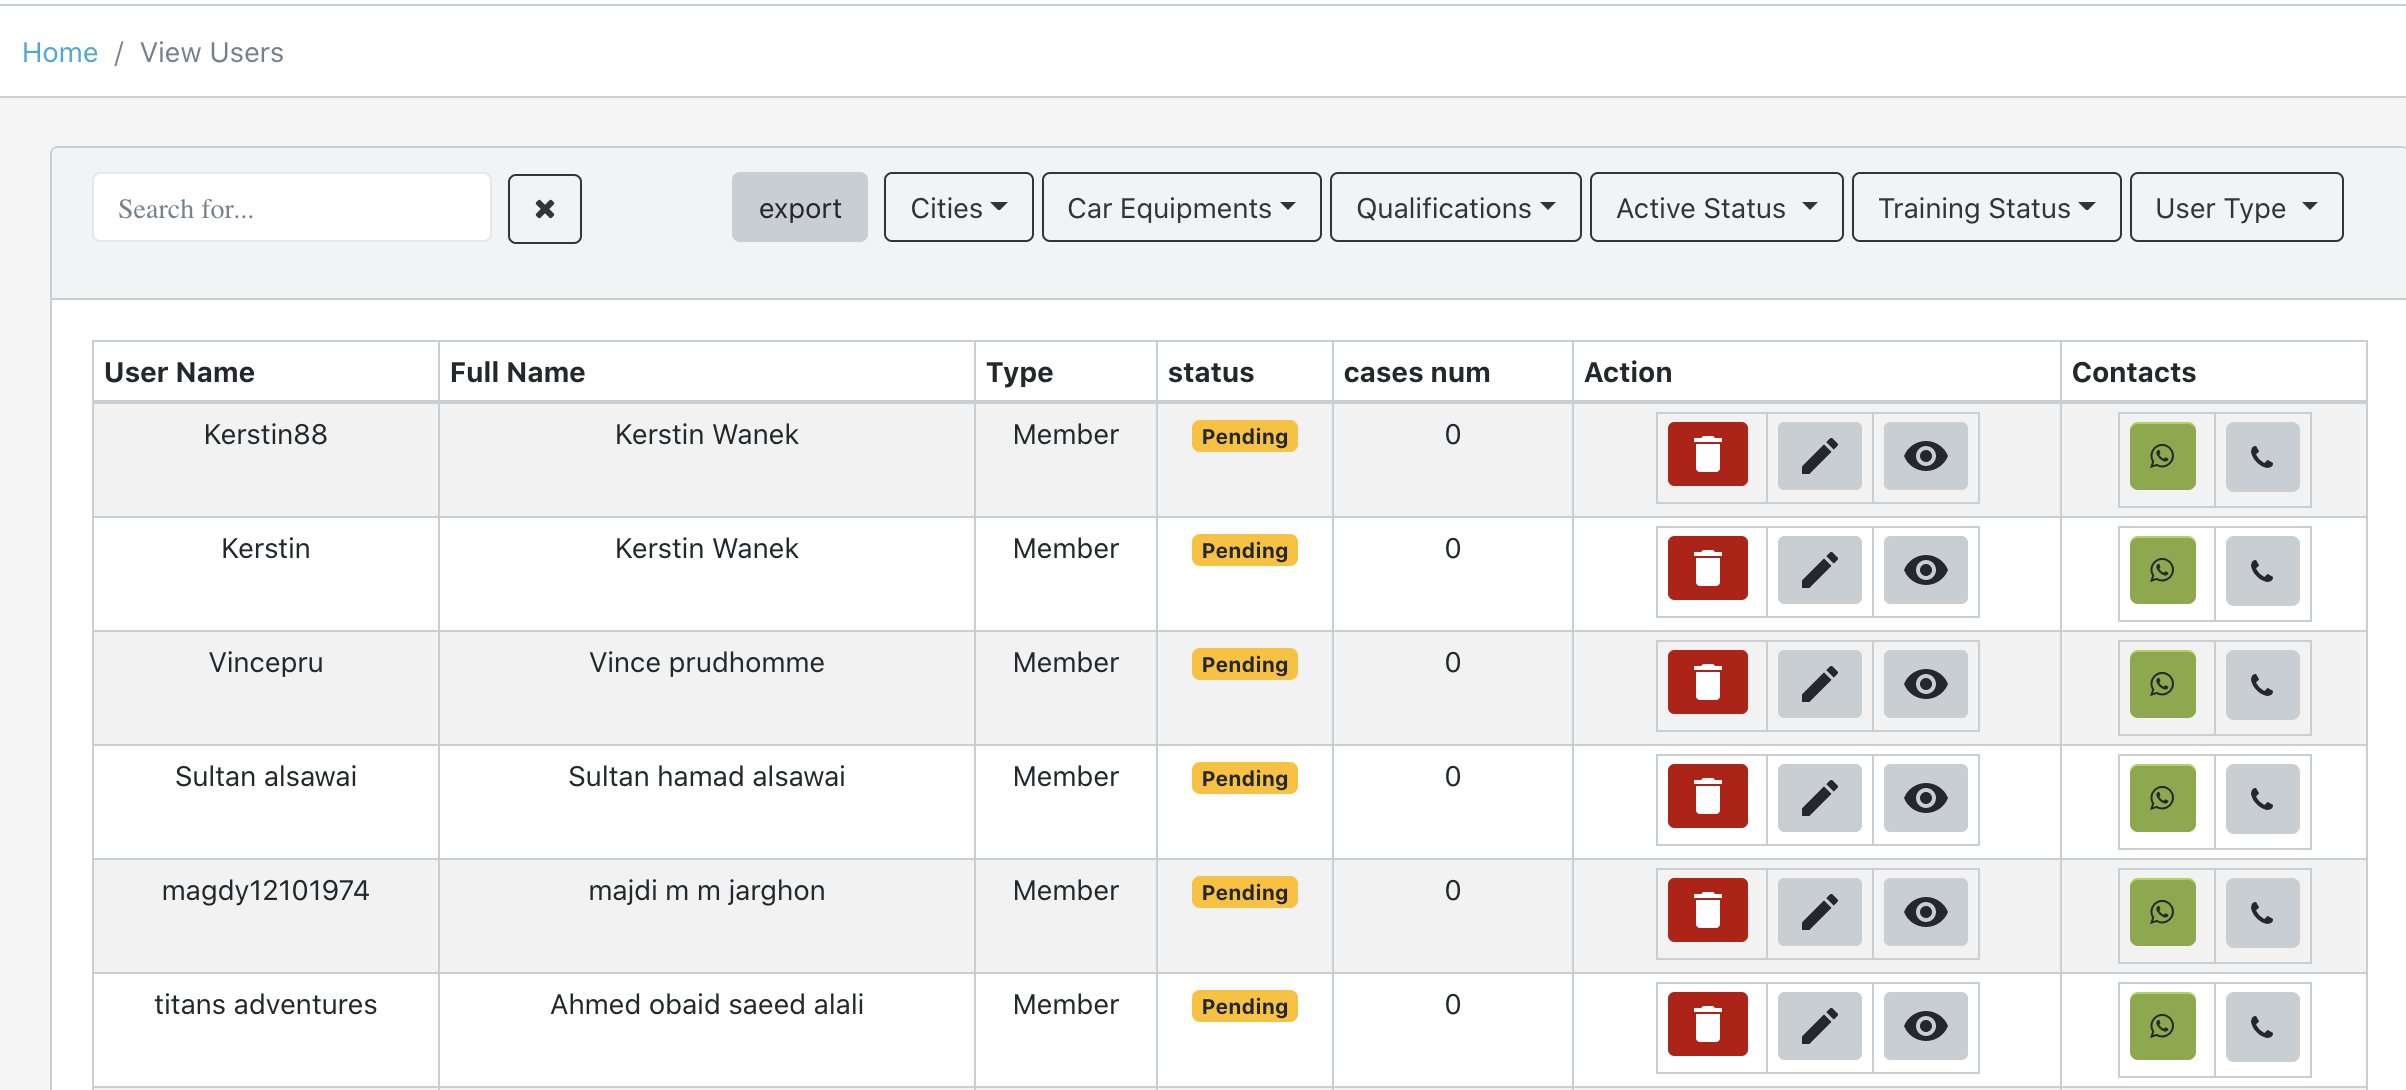 Home / View Users
Search for... export Cities Car Equipments Qualifications Active Status Training Status User Type
User Name Full Name Type status cases num Action Contacts
Kerstin88 Kerstin Wanek Member Pending 0
Kerstin Kerstin Wanek Member Pending 0
Vincepru Vince prudhomme Member Pending 0
Sultan alsawai Sultan hamad alsawai Member Pending 0
magdy12101974 majdi m m jarghon Member Pending 0
titans adventures Ahmed obaid saeed alali Member Pending 0